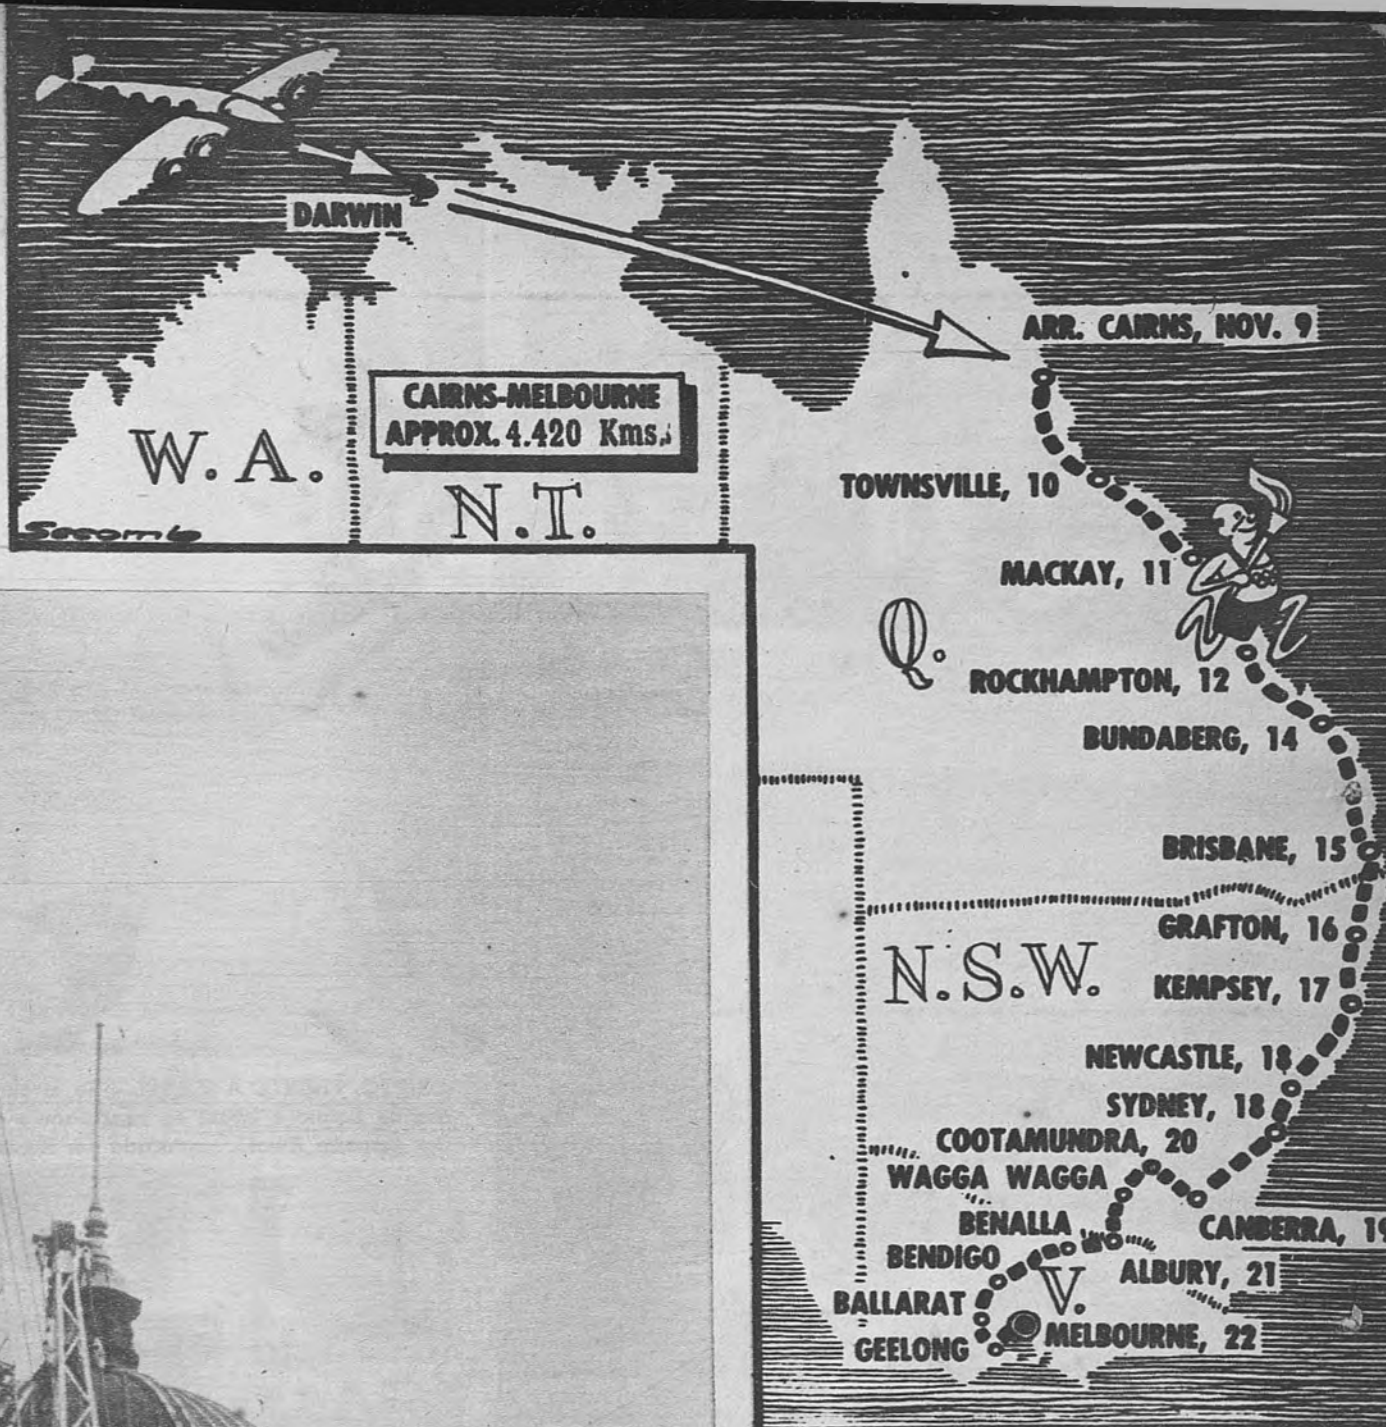 DARWIN
ARR. CAIRNS, NOV. 9
CAIRNS-MELBOURNE
APPROX. 4.420 Kms.
W. A.
N.T.
TOWNSVILLE, 10
MACKAY, 11
Q.
ROCKHAMPTON, 12
BUNDABERG, 14
BRISBANE, 15
GRAFTON, 16
N.S.W.
KEMPSEY, 17
NEWCASTLE, 18
SYDNEY, 18
COOTAMUNDRA, 20
WAGGA WAGGA
BENALLA
CANBERRA, 19
BENDIGO
ALBURY, 21
V.
BALLARAT
MELBOURNE, 22
GEELONG